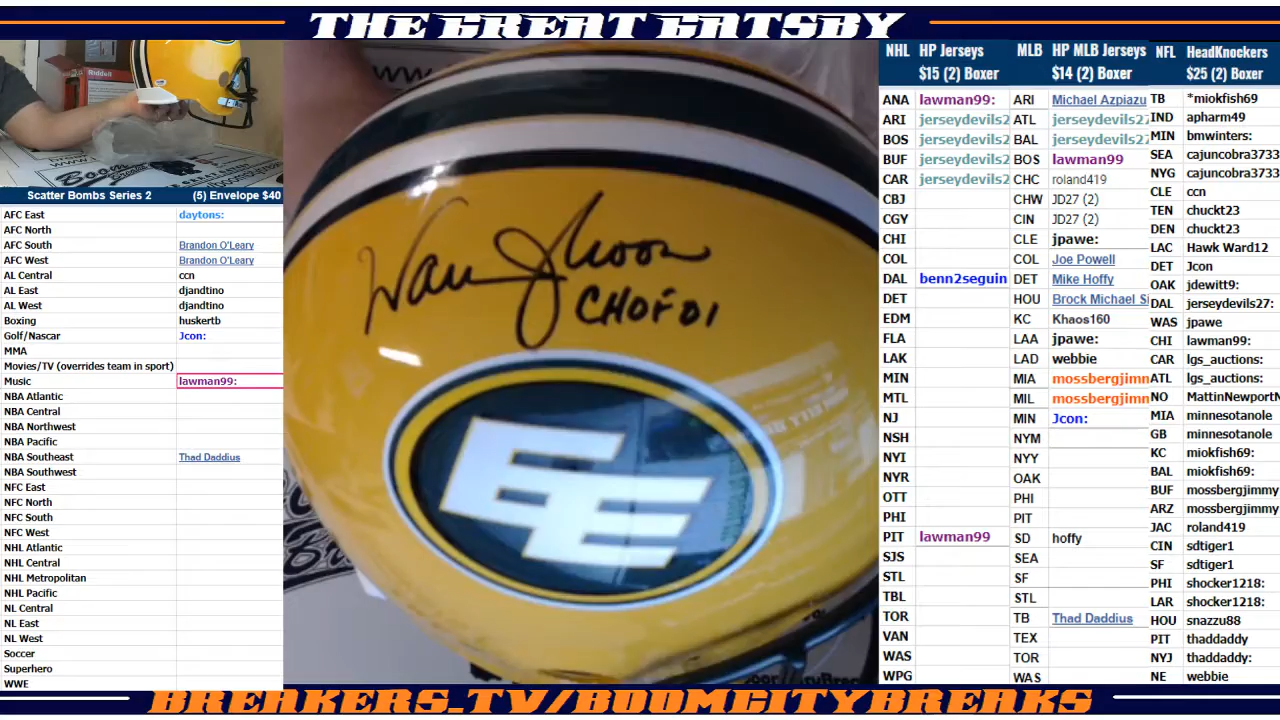 THE GREAT GATSBY
Riddell
Scatter Bombs Series 2 (5) Envelope $40
AFC East daytons:
AFC North
AFC South Brandon O'Leary
AFC West Brandon O'Leary
AL Central ccn
AL East djandtino
AL West djandtino
Boxing huskertb
Golf/Nascar Jcon:
MMA
Movies/TV (overrides team in sport)
Music lawman99:
NBA Atlantic
NBA Central
NBA Northwest
NBA Pacific
NBA Southeast Thad Daddius
NBA Southwest
NFC East
NFC North
NFC South
NFC West
NHL Atlantic
NHL Central
NHL Metropolitan
NHL Pacific
NL Central
NL East
NL West
Soccer
Superhero
WWE
Warren Moon
CHOF 01
EE
NHL HP Jerseys
$15 (2) Boxer
ANA lawman99:
ARI jerseydevils2
BOS jerseydevils2
BUF jerseydevils2
CAR jerseydevils2
CBJ
CGY
CHI
COL
DAL benn2seguin
DET
EDM
FLA
LAK
MIN
MTL
NJ
NSH
NYI
NYR
OTT
PHI
PIT lawman99
SJS
STL
TBL
TOR
VAN
WAS
WPG
MLB HP MLB Jerseys
$14 (2) Boxer
ARI Michael Azpiazu
ATL jerseydevils27
BAL jerseydevils27
BOS lawman99
CHC roland419
CHW JD27 (2)
CIN JD27 (2)
CLE jpawe:
COL Joe Powell
DET Mike Hoffy
HOU Brock Michael S
KC Khaos160
LAA jpawe:
LAD webbie
MIA mossbergjimm
MIL mossbergjimm
MIN Jcon:
NYM
NYY
OAK
PHI
PIT
SD hoffy
SEA
SF
STL
TB Thad Daddius
TEX
TOR
WAS
NFL HeadKnockers
$25 (2) Boxer
TB *miokfish69
IND apharm49
MIN bmwinters:
SEA cajuncobra3733
NYG cajuncobra3733
CLE ccn
TEN chuckt23
DEN chuckt23
LAC Hawk Ward12
DET Jcon
OAK jdewitt9:
DAL jerseydevils27:
WAS jpawe
CHI lawman99:
CAR lgs_auctions:
ATL lgs_auctions:
NO MattinNewportN
MIA minnesotanole
GB minnesotanole
KC miokfish69:
BAL miokfish69:
BUF mossbergjimmy
ARZ mossbergjimmy
JAC roland419
CIN sdtiger1
SF sdtiger1
PHI shocker1218:
LAR shocker1218:
HOU snazzu88
PIT thaddaddy
NYJ thaddaddy:
NE webbie
BREAKERS.TV/BOOMCITYBREAKS